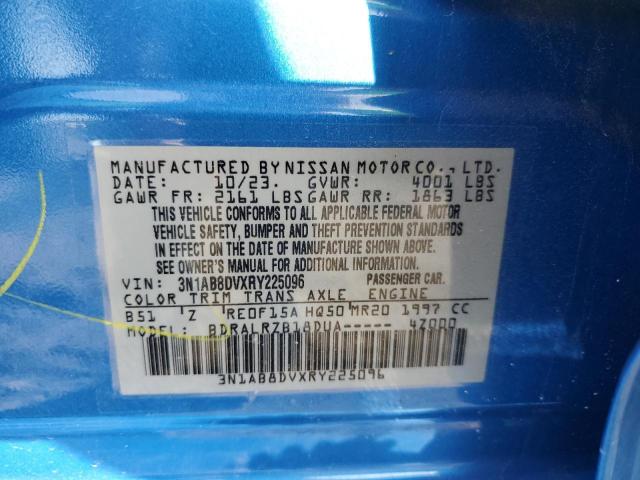 MANUFACTURED BY NISSAN MOTOR CO., LTD.
DATE: 10/23. GVWR: 4001 LBS
GAWR FR: 2161 LBS GAWR RR: 1863 LBS
THIS VEHICLE CONFORMS TO ALL APPLICABLE FEDERAL MOTOR
VEHICLE SAFETY, BUMPER AND THEFT PREVENTION STANDARDS
IN EFFECT ON THE DATE OF MANUFACTURE SHOWN ABOVE.
SEE OWNER'S MANUAL FOR ADDITIONAL INFORMATION.
VIN: 3N1AB8DVXRY225096 PASSENGER CAR.
COLOR TRIM TRANS AXLE ENGINE
B51 Z RE0F15A HQ50 MR20 1997 CC
MODEL: BDRALRZB18DUA----- 4Z000
3N1AB8DVXRY225096